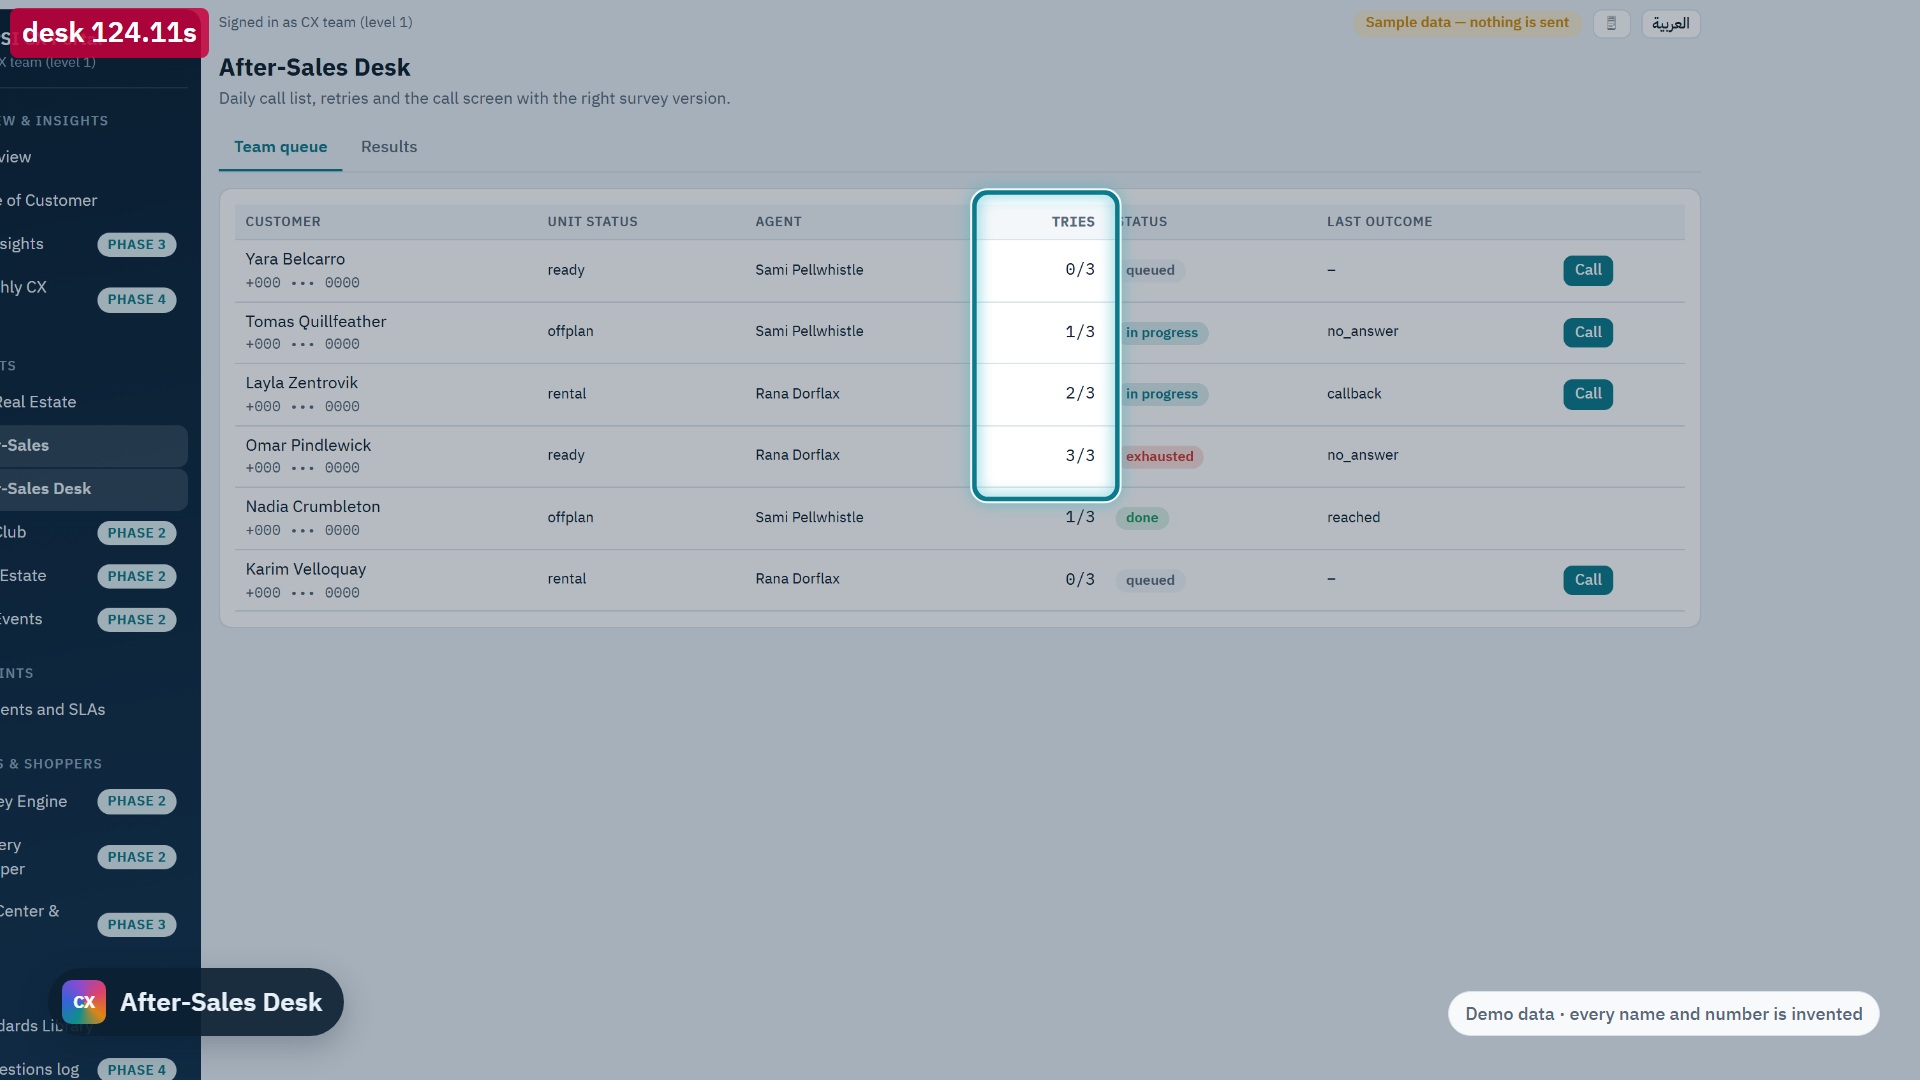 desk 124.11s
X team (level 1)
EW & INSIGHTS
view
e of Customer
sights PHASE 3
hly CX PHASE 4
TS
Real Estate
r-Sales
r-Sales Desk
Club PHASE 2
Estate PHASE 2
Events PHASE 2
INTS
ents and SLAs
S & SHOPPERS
ey Engine PHASE 2
ery
per PHASE 2
Center & PHASE 3
dards Library
estions log PHASE 4
Signed in as CX team (level 1)
Sample data — nothing is sent
العربية
After-Sales Desk
Daily call list, retries and the call screen with the right survey version.
Team queue Results
CUSTOMER UNIT STATUS AGENT TRIES STATUS LAST OUTCOME
Yara Belcarro ready Sami Pellwhistle 0/3 queued – Call
+000 ••• 0000
Tomas Quillfeather offplan Sami Pellwhistle 1/3 in progress no_answer Call
+000 ••• 0000
Layla Zentrovik rental Rana Dorflax 2/3 in progress callback Call
+000 ••• 0000
Omar Pindlewick ready Rana Dorflax 3/3 exhausted no_answer
+000 ••• 0000
Nadia Crumbleton offplan Sami Pellwhistle 1/3 done reached
+000 ••• 0000
Karim Velloquay rental Rana Dorflax 0/3 queued – Call
+000 ••• 0000
CX After-Sales Desk
Demo data · every name and number is invented